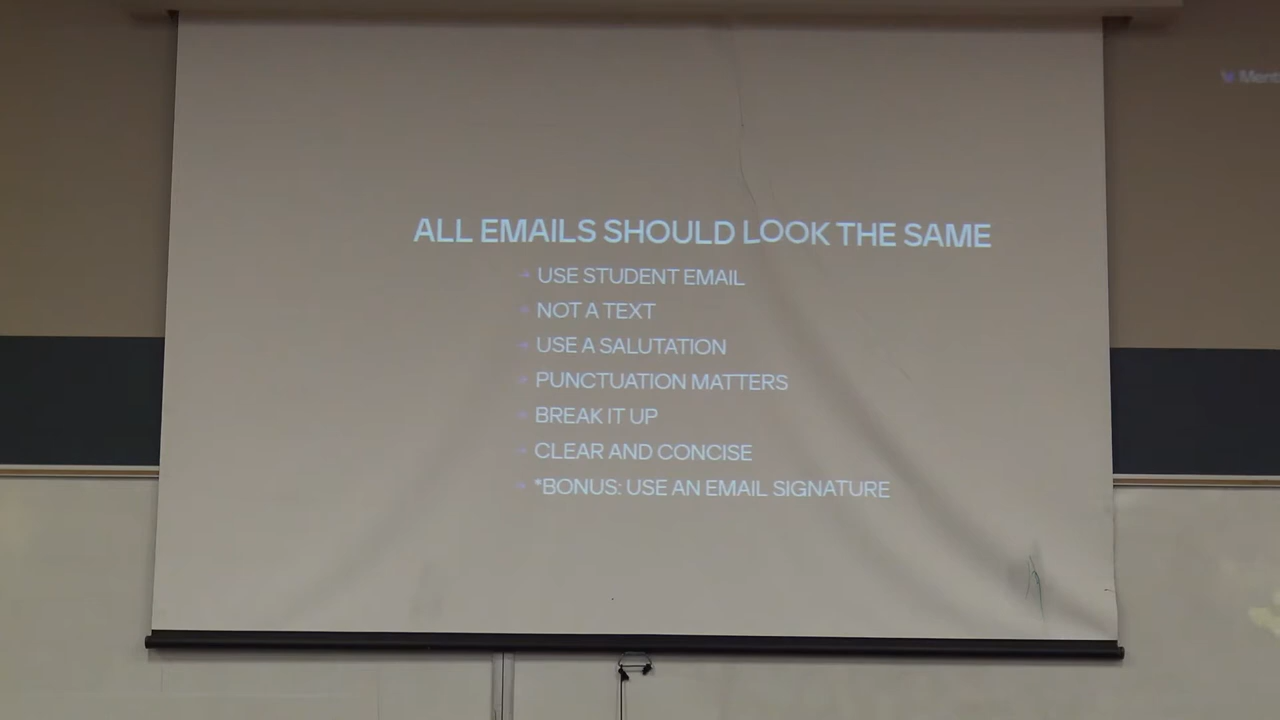 ALL EMAILS SHOULD LOOK THE SAME
USE STUDENT EMAIL
NOT A TEXT
USE A SALUTATION
PUNCTUATION MATTERS
BREAK IT UP
CLEAR AND CONCISE
*BONUS: USE AN EMAIL SIGNATURE